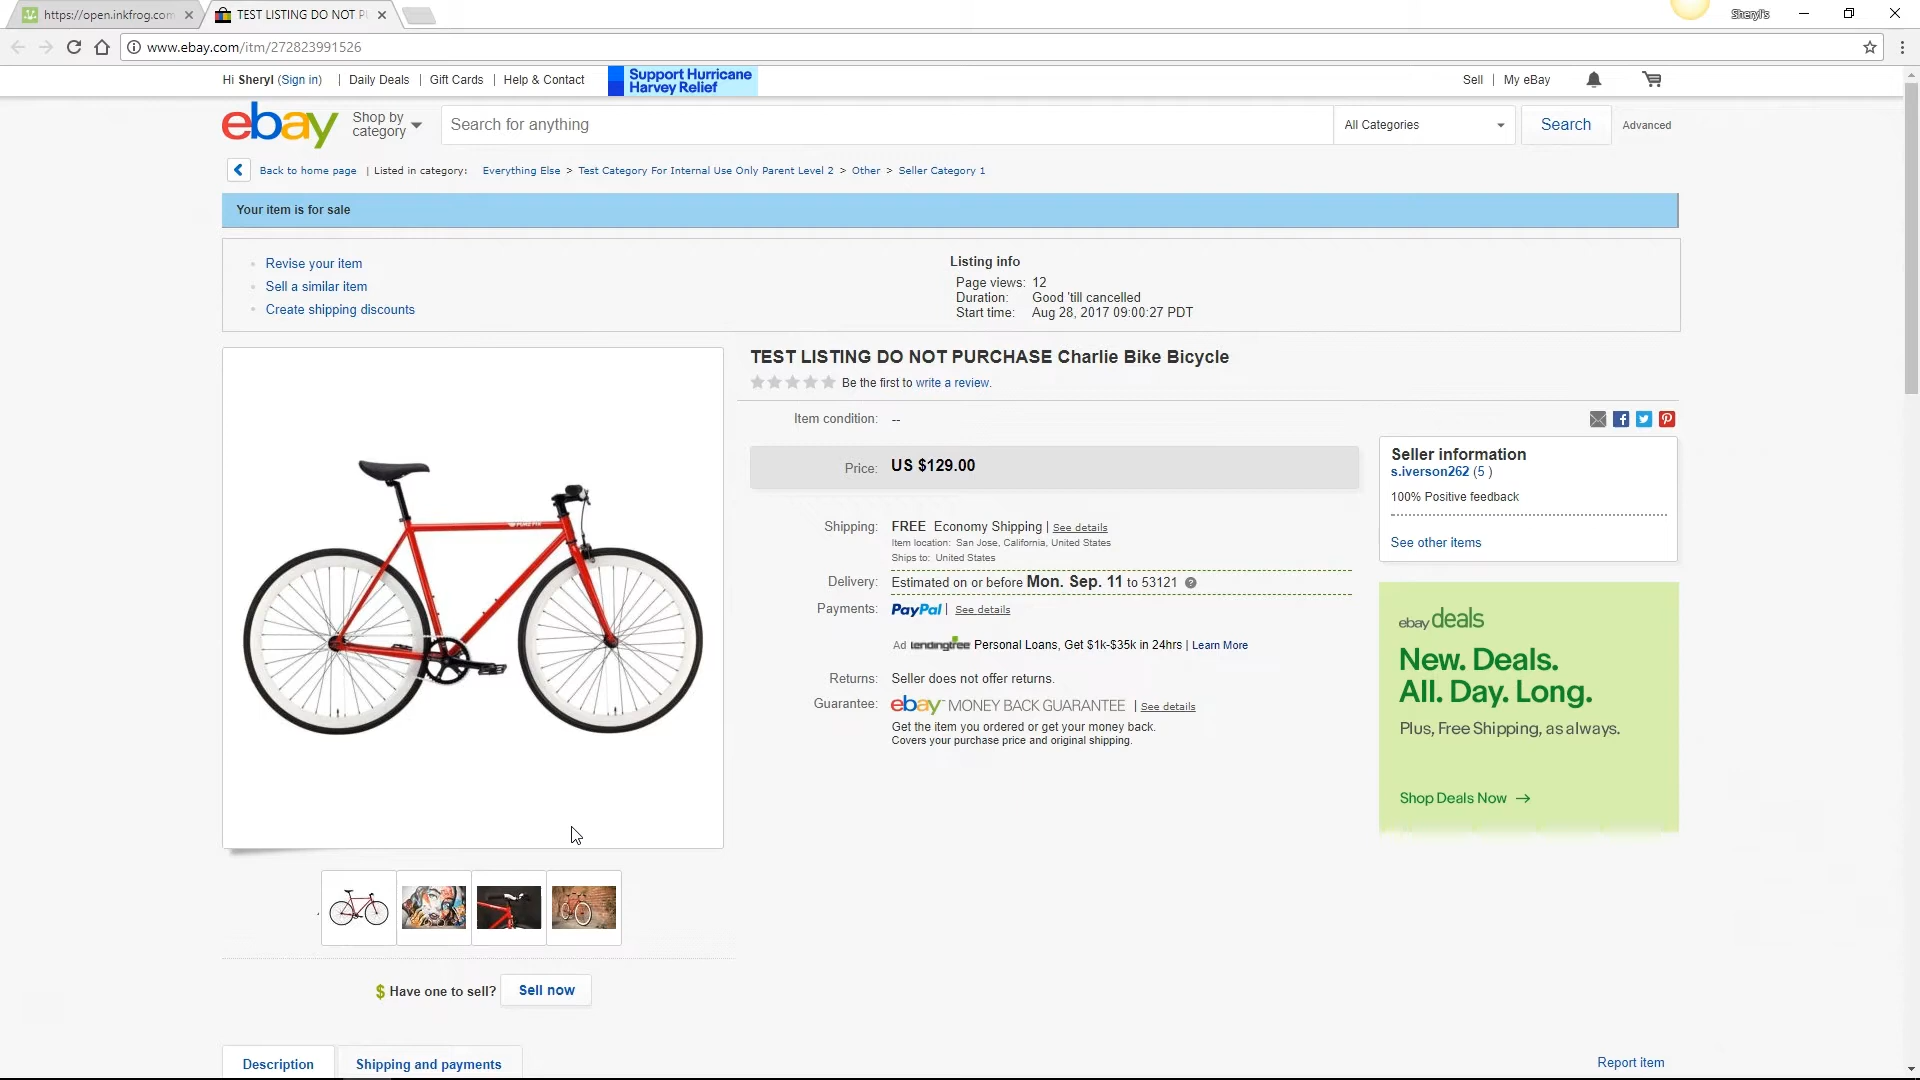 https://open.inkfrog.com
TEST LISTING DO NOT P
Sheryl's
www.ebay.com/itm/272823991526
Hi Sheryl (Sign in) | Daily Deals | Gift Cards | Help & Contact
Support Hurricane
Harvey Relief
Sell | My eBay
ebay
Shop by
category
Search for anything
All Categories
Search
Advanced
Back to home page | Listed in category: Everything Else > Test Category For Internal Use Only Parent Level 2 > Other > Seller Category 1
Your item is for sale
Revise your item
Sell a similar item
Create shipping discounts
Listing info
Page views: 12
Duration: Good 'till cancelled
Start time: Aug 28, 2017 09:00:27 PDT
TEST LISTING DO NOT PURCHASE Charlie Bike Bicycle
Be the first to write a review.
Item condition: --
Price: US $129.00
Shipping: FREE Economy Shipping | See details
Item location: San Jose, California, United States
Ships to: United States
Delivery: Estimated on or before Mon. Sep. 11 to 53121
Payments: PayPal | See details
Ad lendingtree Personal Loans, Get $1k-$35k in 24hrs | Learn More
Returns: Seller does not offer returns.
Guarantee: ebay MONEY BACK GUARANTEE | See details
Get the item you ordered or get your money back.
Covers your purchase price and original shipping.
Seller information
s.iverson262 (5 )
100% Positive feedback
See other items
ebay deals
New. Deals.
All. Day. Long.
Plus, Free Shipping, as always.
Shop Deals Now →
PURE FIX
$ Have one to sell? Sell now
Description
Shipping and payments
Report item